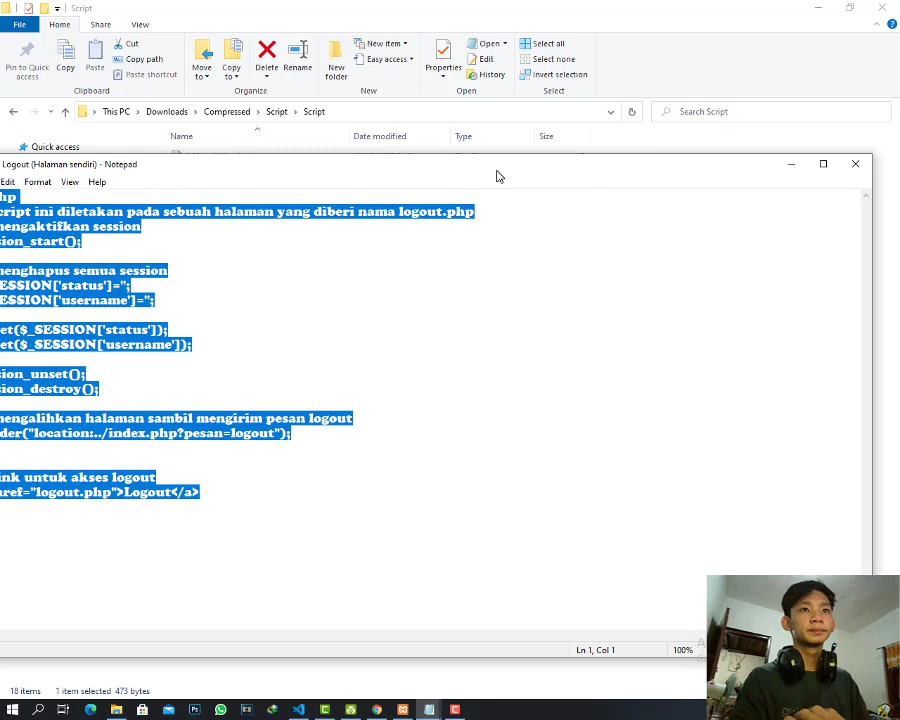 Script
File
Home
Share
View
Pin to Quick access
Copy
Paste
Cut
Copy path
Paste shortcut
Clipboard
Move to
Copy to
Delete
Rename
Organize
New folder
New item
Easy access
New
Properties
Open
Edit
History
Open
Select all
Select none
Invert selection
Select
This PC > Downloads > Compressed > Script > Script
Search Script
Quick access
Name
Date modified
Type
Size
Logout (Halaman sendiri) - Notepad
Edit Format View Help
hp
cript ini diletakan pada sebuah halaman yang diberi nama logout.php
mengaktifkan session
sion_start();
menghapus semua session
ESSION['status']='';
ESSION['username']='';
et($_SESSION['status']);
et($_SESSION['username']);
sion_unset();
sion_destroy();
mengalihkan halaman sambil mengirim pesan logout
der("location:../index.php?pesan=logout");
ink untuk akses logout
href="logout.php">Logout</a>
Ln 1, Col 1
100%
18 items
1 item selected 473 bytes